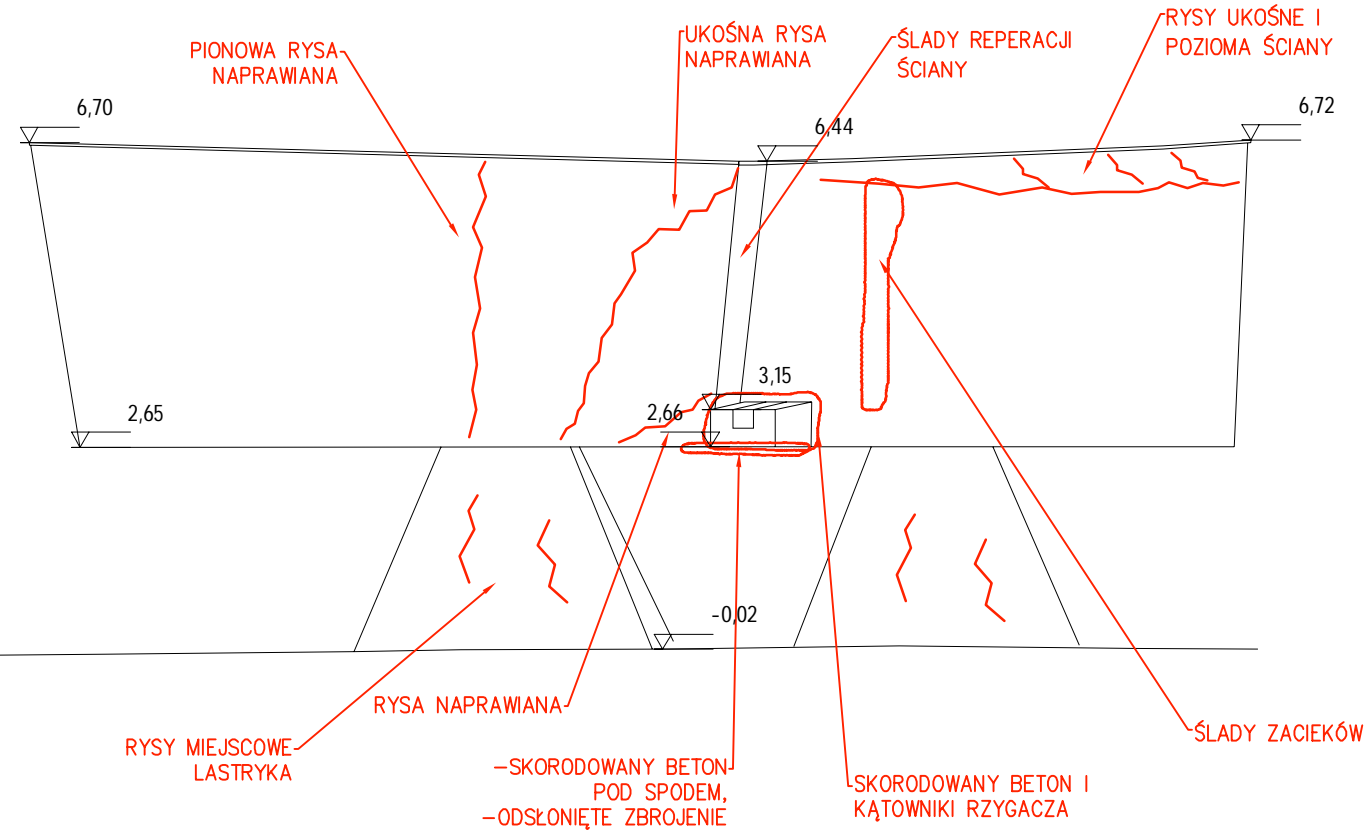 PIONOWA RYSA
NAPRAWIANA
UKOŚNA RYSA
NAPRAWIANA
ŚLADY REPERACJI
ŚCIANY
RYSY UKOŚNE I
POZIOMA ŚCIANY
6,70
6,44
6,72
3,15
2,65
2,66
-0,02
RYSA NAPRAWIANA
RYSY MIEJSCOWE
LASTRYKA
-SKORODOWANY BETON
POD SPODEM,
-ODSŁONIĘTE ZBROJENIE
SKORODOWANY BETON I
KĄTOWNIKI RZYGACZA
ŚLADY ZACIEKÓW